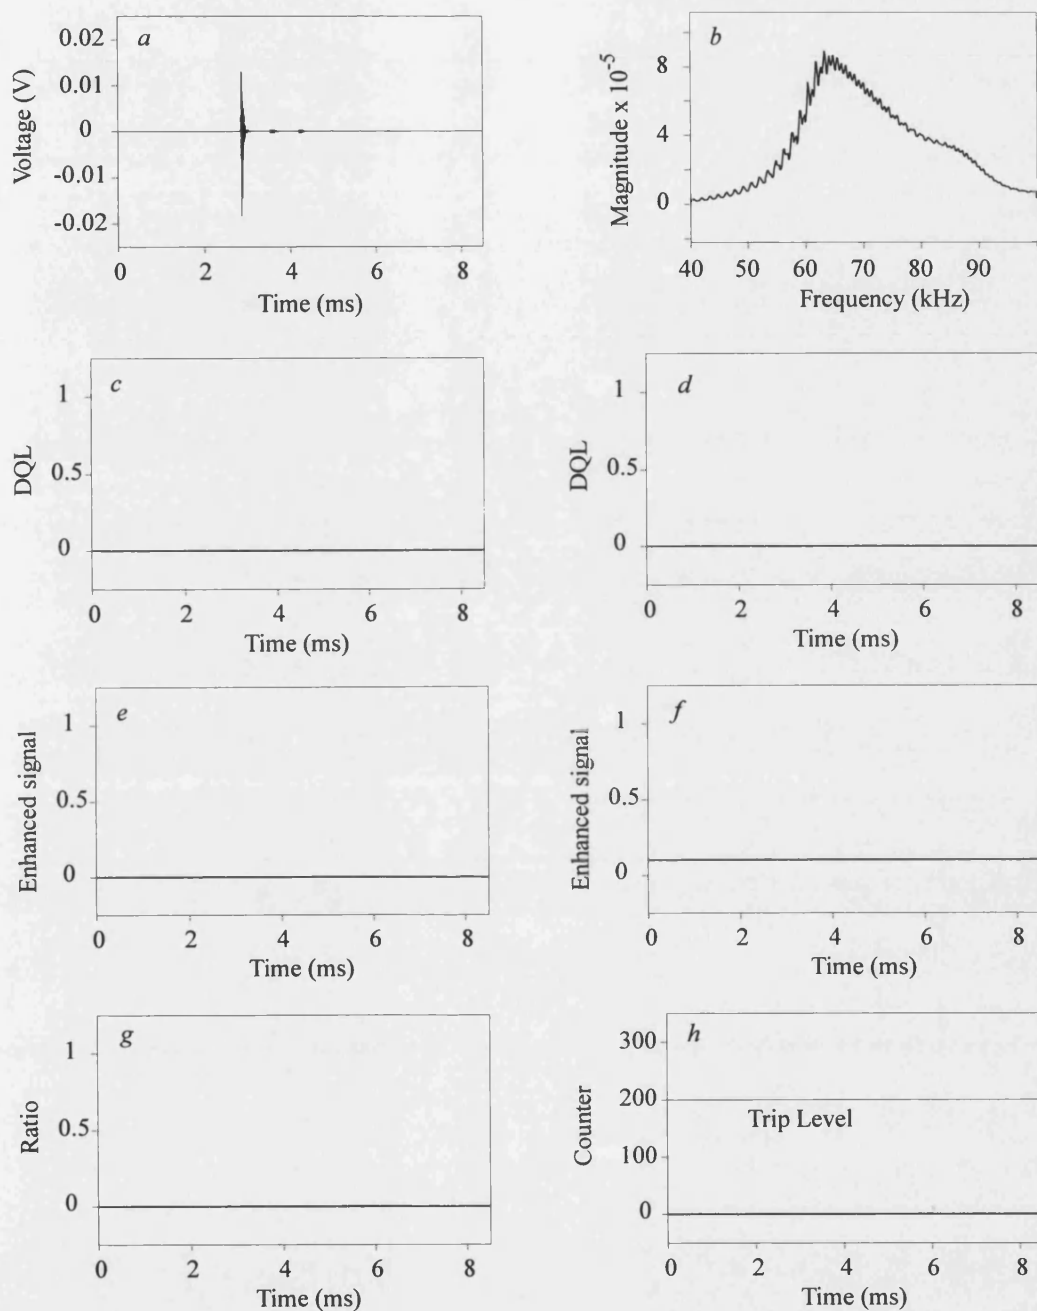 a
Voltage (V)
0.02
0.01
0
-0.01
-0.02
0 2 4 6 8
Time (ms)
b
Magnitude x 10^-5
8
4
0
40 50 60 70 80 90
Frequency (kHz)
c
DQL
1
0.5
0
0 2 4 6 8
Time (ms)
d
DQL
1
0.5
0
0 2 4 6 8
Time (ms)
e
Enhanced signal
1
0.5
0
0 2 4 6 8
Time (ms)
f
Enhanced signal
1
0.5
0
0 2 4 6 8
Time (ms)
g
Ratio
1
0.5
0
0 2 4 6 8
Time (ms)
h
Counter
300
200
100
0
Trip Level
0 2 4 6 8
Time (ms)